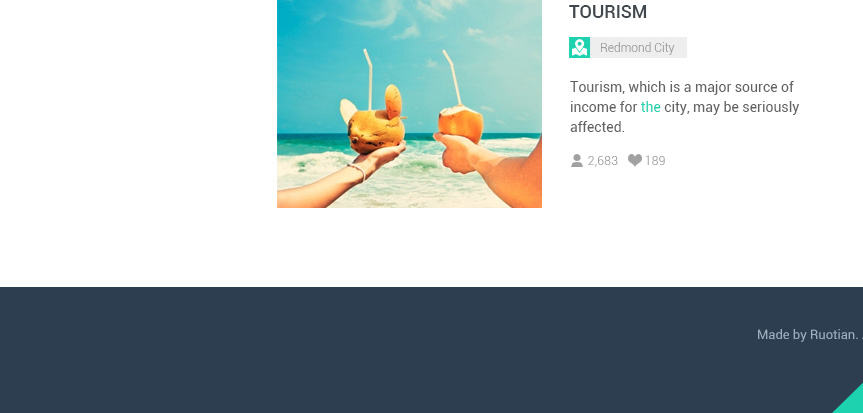 TOURISM
Redmond City
Tourism, which is a major source of
income for the city, may be seriously
affected.
2,683 189
Made by Ruotian.